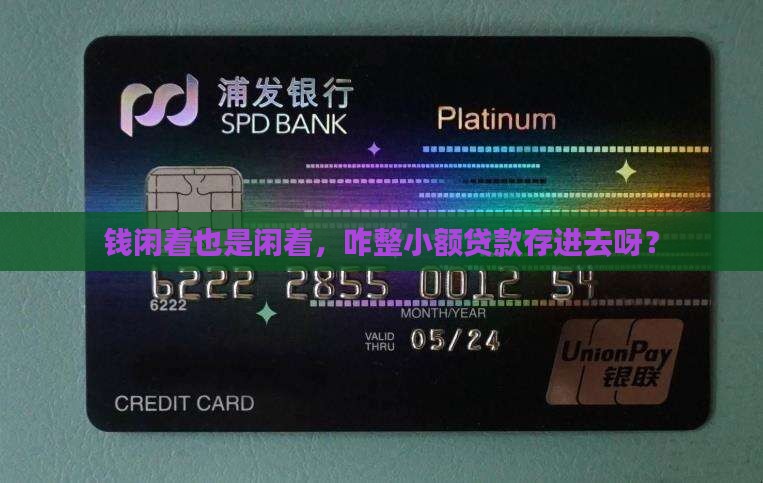 浦发银行
SPD BANK
Platinum
钱闲着也是闲着，咋整小额贷款存进去呀？
6222 2855 0012 54
6222
MONTH/YEAR
VALID THRU 05/24
UnionPay
银联
CREDIT CARD